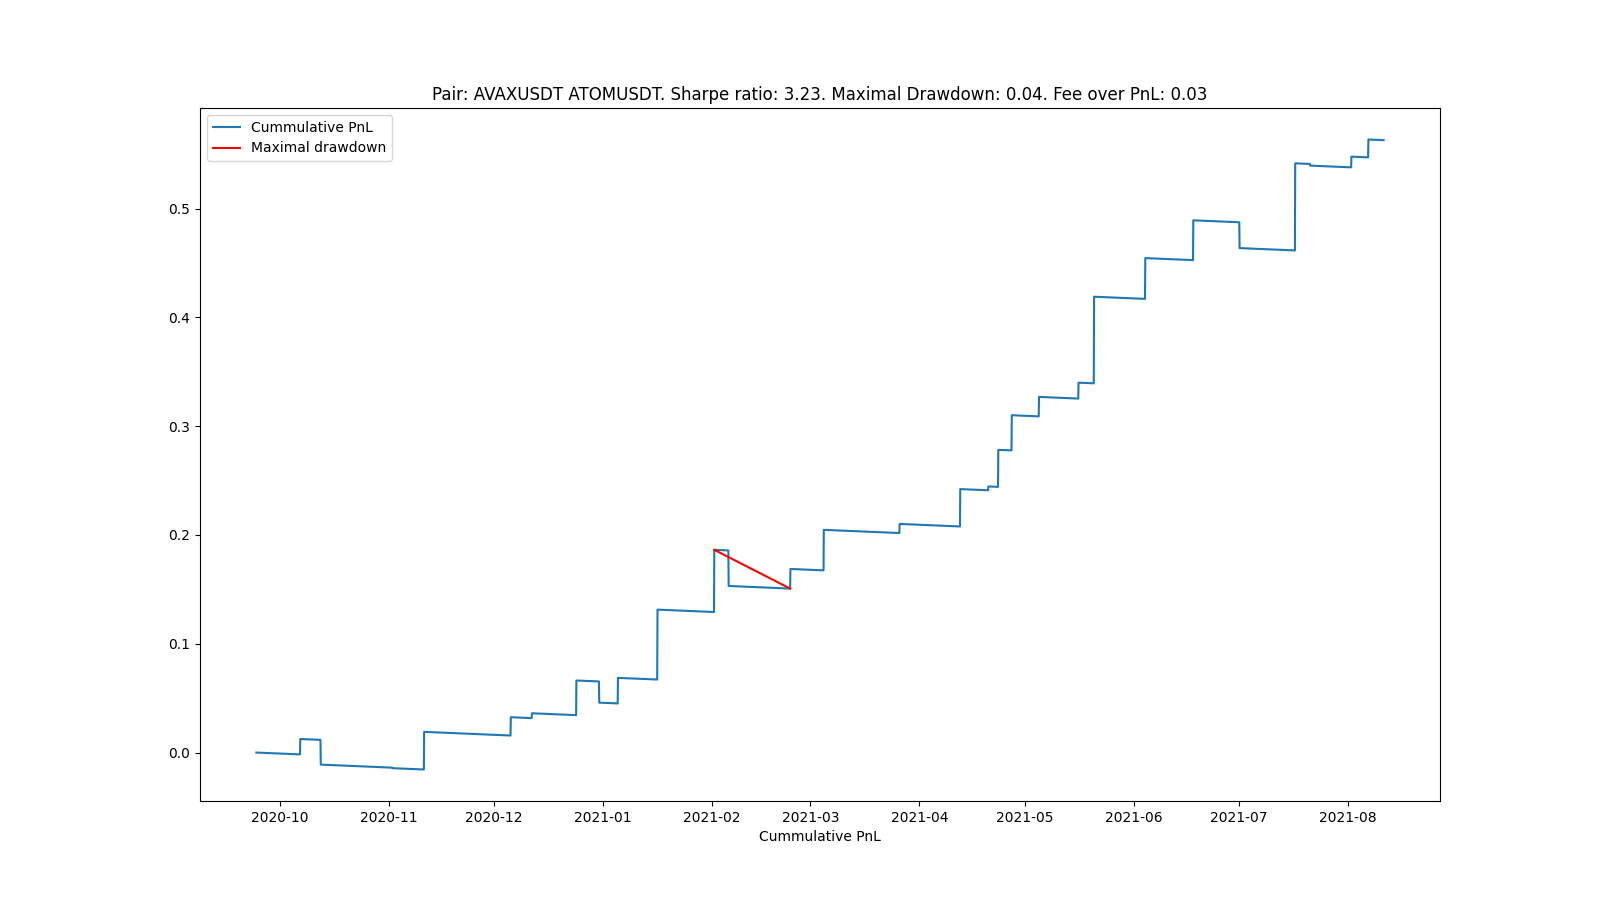 Pair: AVAXUSDT ATOMUSDT. Sharpe ratio: 3.23. Maximal Drawdown: 0.04. Fee over PnL: 0.03
Cummulative PnL
Maximal drawdown
0.5
0.4
0.3
0.2
0.1
0.0
2020-10 2020-11 2020-12 2021-01 2021-02 2021-03 2021-04 2021-05 2021-06 2021-07 2021-08
Cummulative PnL